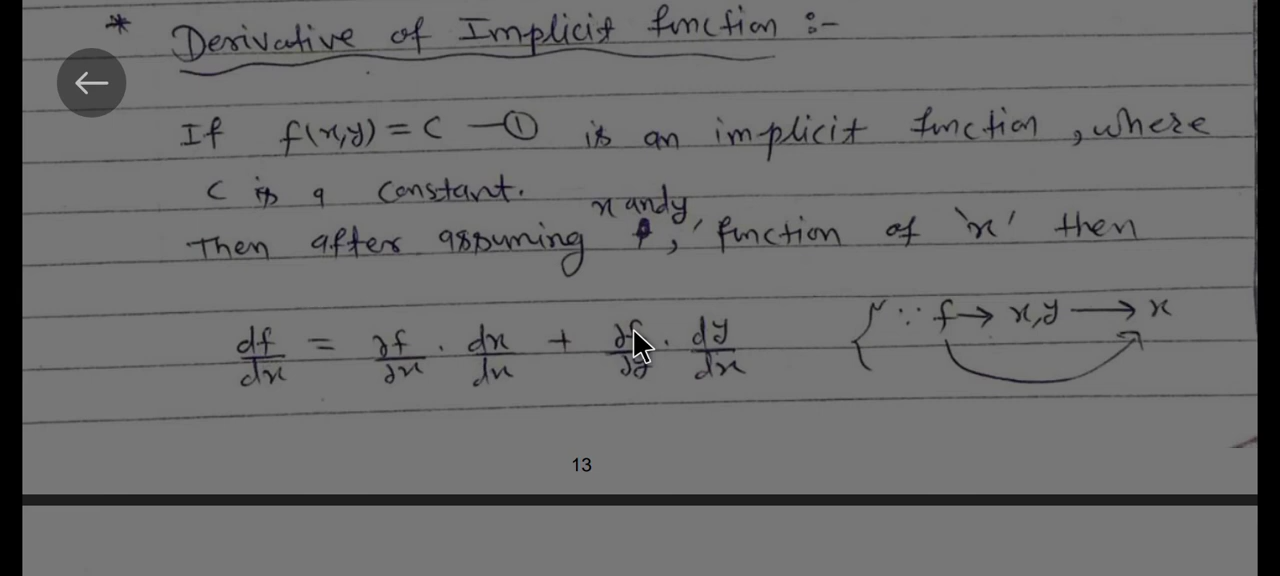 * Derivative of Implicit function :-
If f(x,y) = c —① is an implicit function, where
c is a constant.
x and y,
Then after assuming , function of 'x' then
df/dx = ∂f/∂x . dx/dx + ∂f/∂y . dy/dx { ∵ f → x,y → x
13